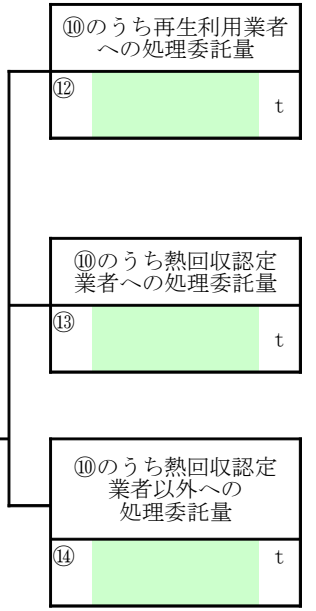 ⑩のうち再生利用業者
への処理委託量
⑫
t
⑩のうち熱回収認定
業者への処理委託量
⑬
t
⑩のうち熱回収認定
業者以外への
処理委託量
⑭
t